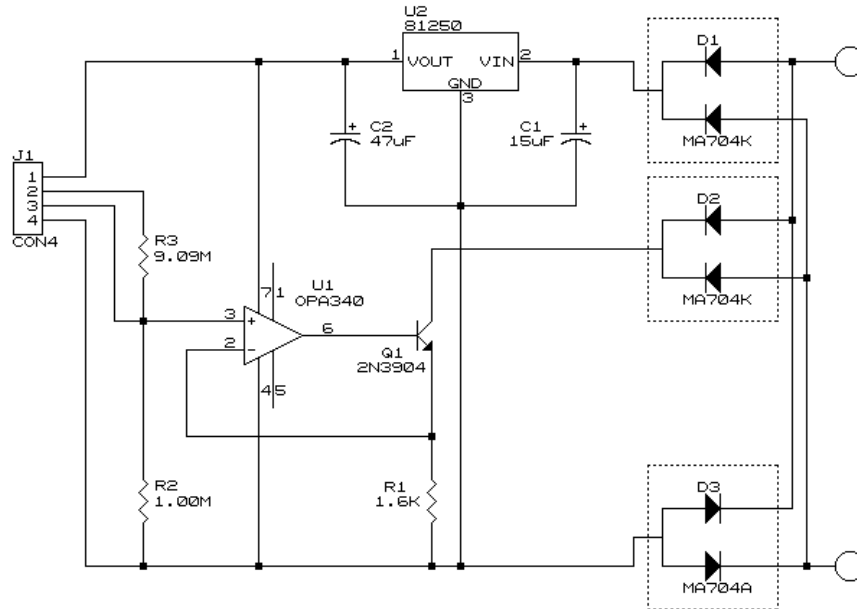 U2
81250
1 VOUT VIN 2
GND
3
D1
MA704K
C2
47uF
C1
15uF
J1
1
2
3
4
CON4
R3
9.09M
D2
MA704K
U1
OPA340
7 1
3 +
2 -
6
4 5
Q1
2N3904
R2
1.00M
R1
1.6K
D3
MA704A
+
+